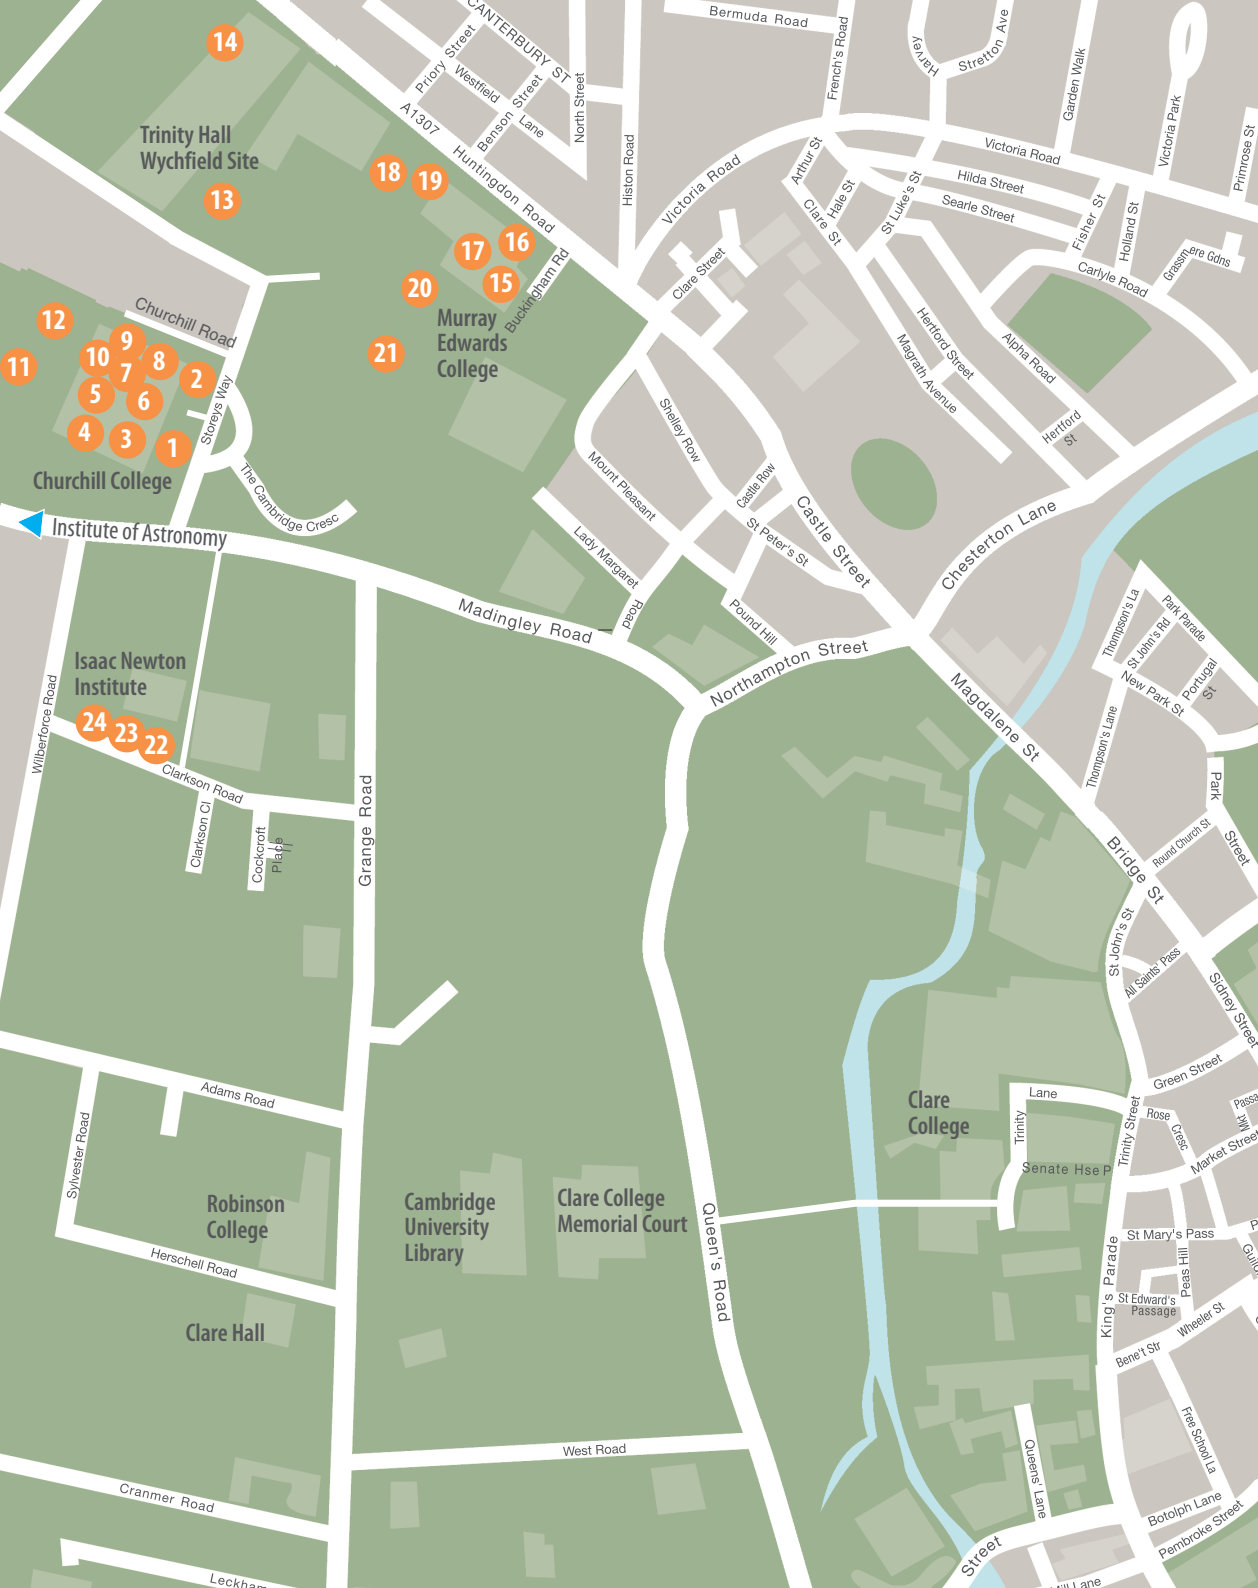 14
Trinity Hall
Wychfield Site
13
CANTERBURY ST
Priory Street
Westfield
Lane
Benson Street
North Street
A1307
Huntingdon Road
Histon Road
Bermuda Road
French's Road
Harvey
Stretton Ave
Garden Walk
Victoria Park
Primrose St
Victoria Road
Victoria Road
Arthur St
Hale St
Clare St
St Luke's St
Hilda Street
Searle Street
Fisher St
Holland St
Grassmere Gdns
Carlyle Road
Clare Street
18
19
17
16
15
20
21
Buckingham Rd
Murray
Edwards
College
Churchill Road
12
11
10
9
8
7
2
5
6
4
3
1
Storeys Way
Churchill College
The Cambridge Cresc
Institute of Astronomy
Hertford Street
Magrath Avenue
Alpha Road
Hertford
St
Shelley Row
Mount Pleasant
Castle Row
St Peter's St
Castle Street
Lady Margaret
Road
Pound Hill
Chesterton Lane
Madingley Road
Northampton Street
Magdalene St
Thompson's La
St John's Rd
Park Parade
Portugal
St
New Park St
Thompson's Lane
Park
Street
Isaac Newton
Institute
24
23
22
Wilberforce Road
Clarkson Road
Clarkson Cl
Cockcroft
Place
Grange Road
Bridge St
Round Church St
St John's St
All Saints' Pass
Sidney Street
Green Street
Adams Road
Sylvester Road
Clare
College
Trinity
Lane
Senate Hse P
Trinity Street
Rose
Cresc
Passa
Mkt
Market Street
Robinson
College
Cambridge
University
Library
Clare College
Memorial Court
Queen's Road
St Mary's Pass
P
Guild
Peas Hill
King's Parade
St Edward's
Passage
Wheeler St
Bene't Str
Herschell Road
Clare Hall
West Road
Free School La
Queens' Lane
Cranmer Road
Botolph Lane
Pembroke Street
Street
Mill Lane
Leckham